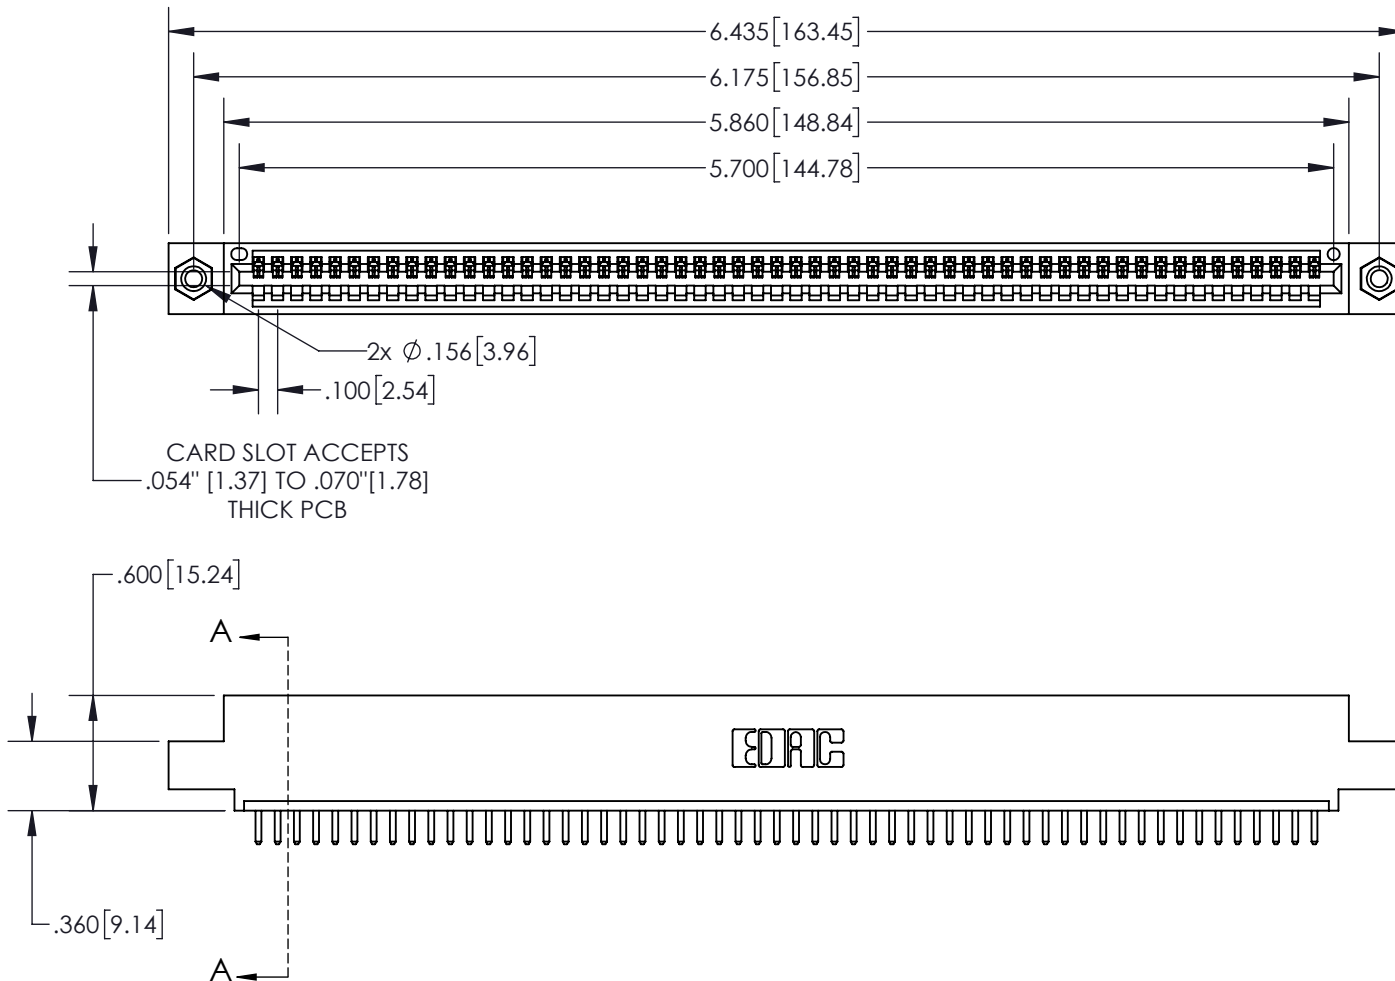 6.435[163.45]
6.175[156.85]
5.860[148.84]
5.700[144.78]
2x Ø.156[3.96]
.100[2.54]
CARD SLOT ACCEPTS
.054" [1.37] TO .070"[1.78]
THICK PCB
.600[15.24]
A
EDAC
.360[9.14]
A